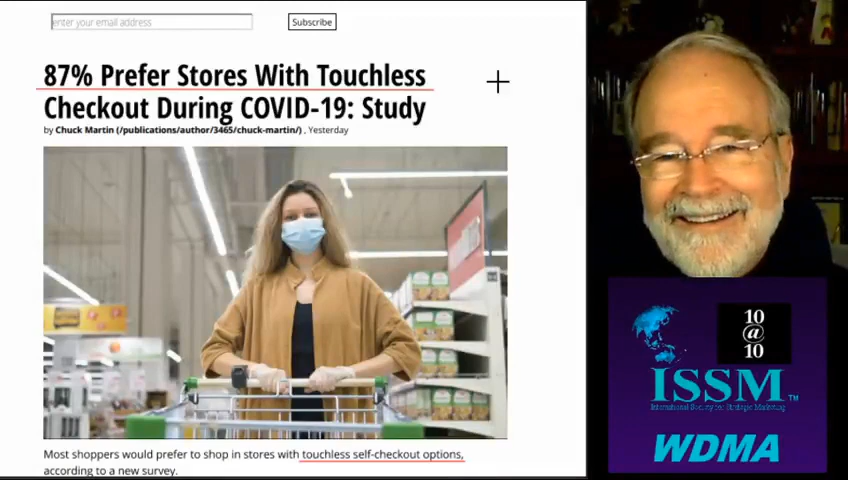 enter your email address
Subscribe
87% Prefer Stores With Touchless
Checkout During COVID-19: Study
by Chuck Martin (/publications/author/3465/chuck-martin/) , Yesterday
Most shoppers would prefer to shop in stores with touchless self-checkout options,
according to a new survey.
10
@
10
ISSM™
International Society for Strategic Marketing
WDMA